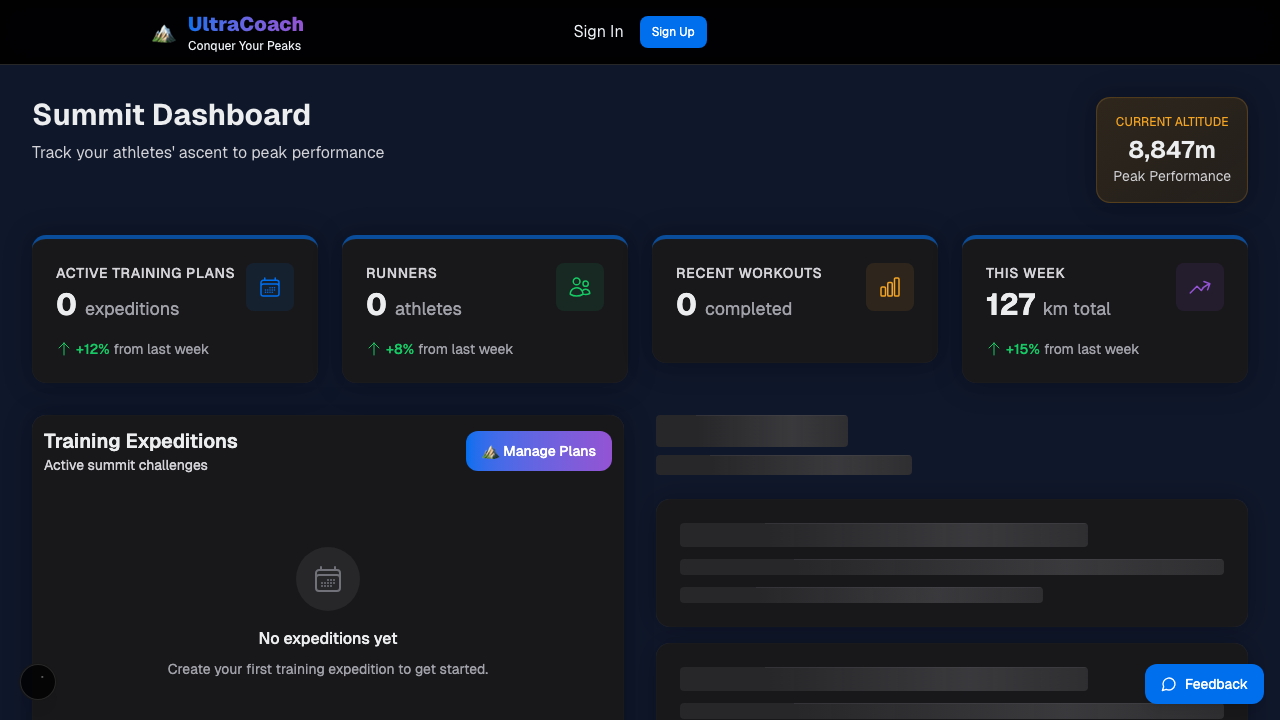 UltraCoach
Conquer Your Peaks
Sign In
Sign Up
Summit Dashboard
Track your athletes' ascent to peak performance
CURRENT ALTITUDE
8,847m
Peak Performance
ACTIVE TRAINING PLANS
0 expeditions
+12% from last week
RUNNERS
0 athletes
+8% from last week
RECENT WORKOUTS
0 completed
THIS WEEK
127 km total
+15% from last week
Training Expeditions
Active summit challenges
Manage Plans
No expeditions yet
Create your first training expedition to get started.
Feedback